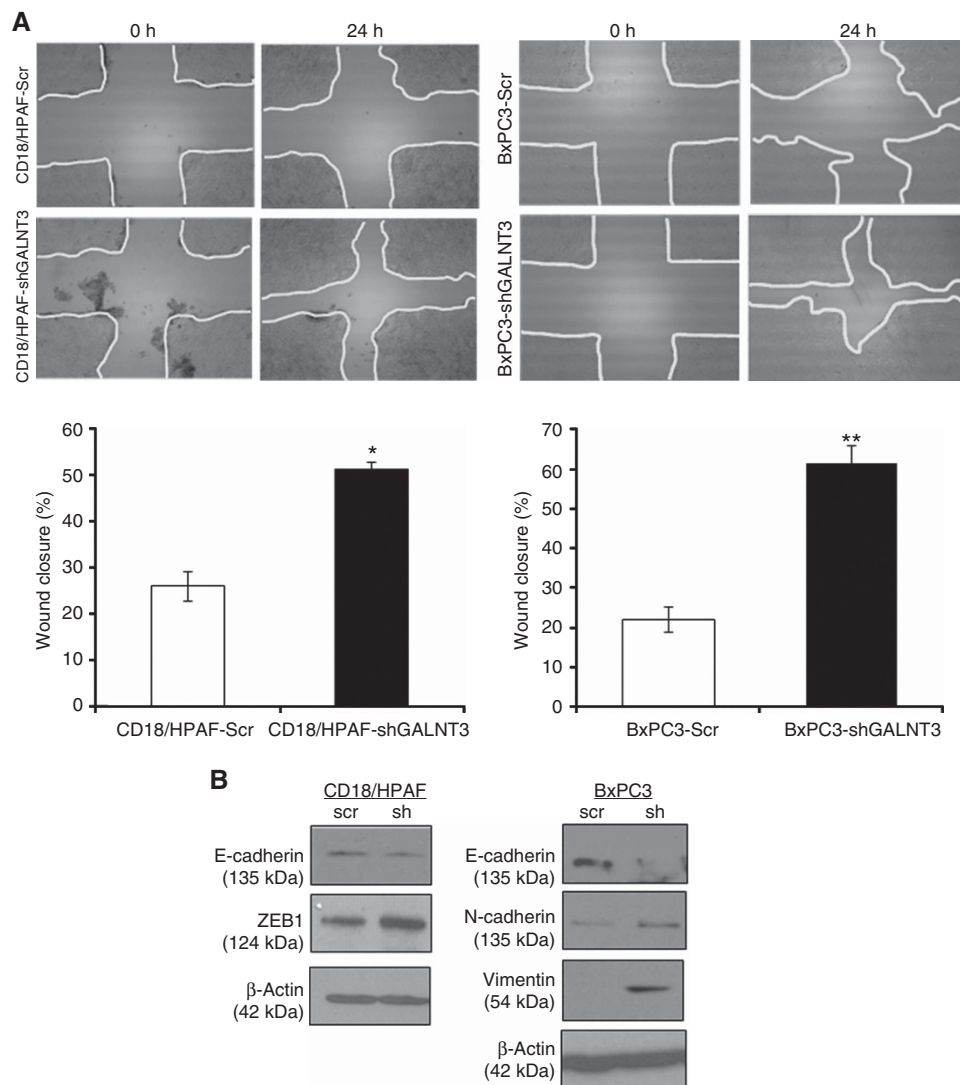 A
0 h
24 h
0 h
24 h
CD18/HPAF-Scr
BxPC3-Scr
CD18/HPAF-shGALNT3
BxPC3-shGALNT3
60
50
40
30
20
10
0
Wound closure (%)
*
CD18/HPAF-Scr
CD18/HPAF-shGALNT3
70
60
50
40
30
20
10
0
Wound closure (%)
**
BxPC3-Scr
BxPC3-shGALNT3
B
CD18/HPAF
scr sh
E-cadherin
(135 kDa)
ZEB1
(124 kDa)
β-Actin
(42 kDa)
BxPC3
scr sh
E-cadherin
(135 kDa)
N-cadherin
(135 kDa)
Vimentin
(54 kDa)
β-Actin
(42 kDa)